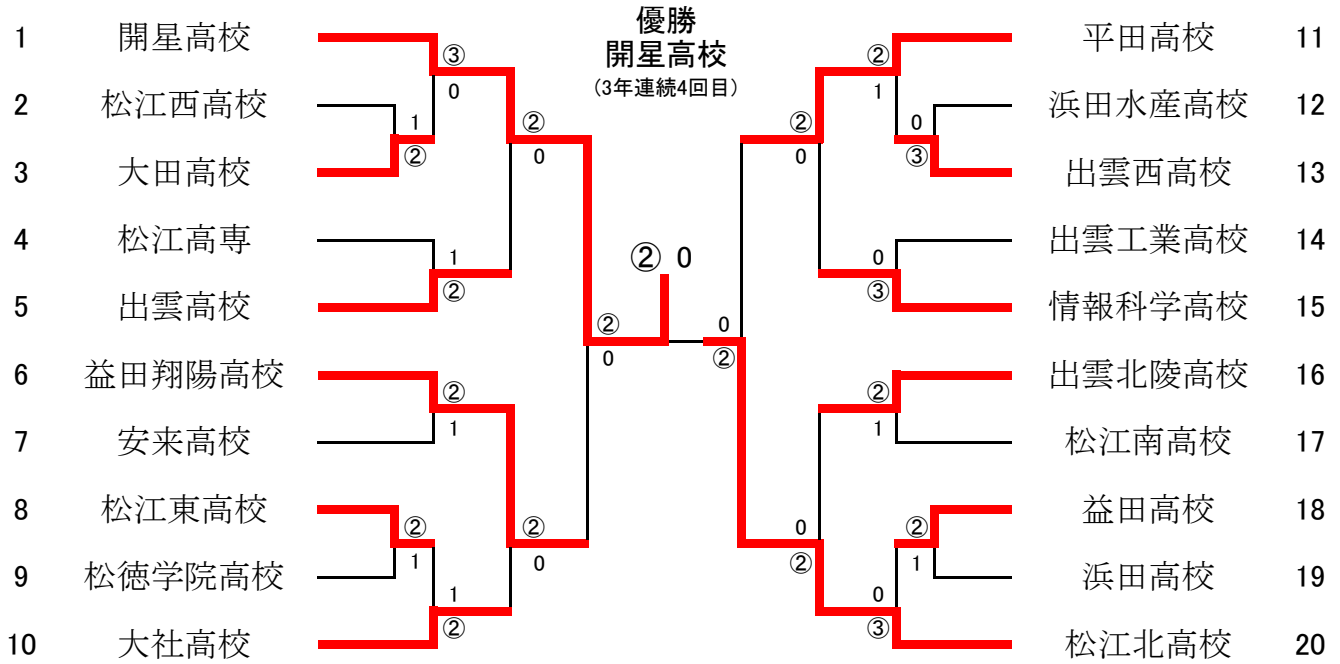 優勝
開星高校
(3年連続4回目)
1 開星高校
2 松江西高校
3 大田高校
4 松江高専
5 出雲高校
6 益田翔陽高校
7 安来高校
8 松江東高校
9 松徳学院高校
10 大社高校
③
0
1
②
②
0
1
②
②
0
②
1
②
1
②
0
1
②
② 0
0
②
②
0
②
1
0
③
0
③
②
1
0
②
②
1
0
③
平田高校 11
浜田水産高校 12
出雲西高校 13
出雲工業高校 14
情報科学高校 15
出雲北陵高校 16
松江南高校 17
益田高校 18
浜田高校 19
松江北高校 20